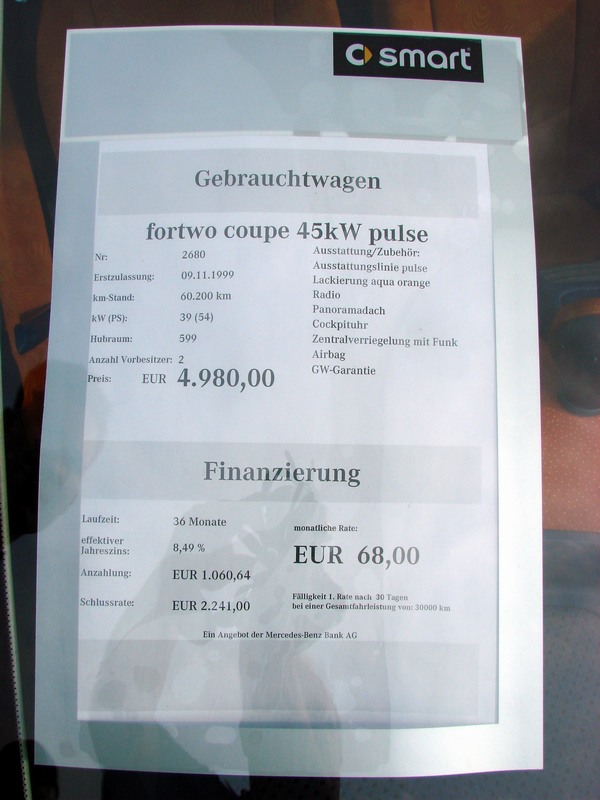 smart
Gebrauchtwagen
fortwo coupe 45kW pulse
Nr: 2680
Erstzulassung: 09.11.1999
km-Stand: 60.200 km
kW (PS): 39 (54)
Hubraum: 599
Anzahl Vorbesitzer: 2
Preis: EUR 4.980,00
Ausstattung/Zubehör:
Ausstattungslinie pulse
Lackierung aqua orange
Radio
Panoramadach
Cockpituhr
Zentralverriegelung mit Funk
Airbag
GW-Garantie
Finanzierung
Laufzeit: 36 Monate
effektiver
Jahreszins: 8,49 %
Anzahlung: EUR 1.060,64
Schlussrate: EUR 2.241,00
monatliche Rate:
EUR 68,00
Fälligkeit 1. Rate nach 30 Tagen
bei einer Gesamtfahrleistung von: 30000 km
Ein Angebot der Mercedes-Benz Bank AG